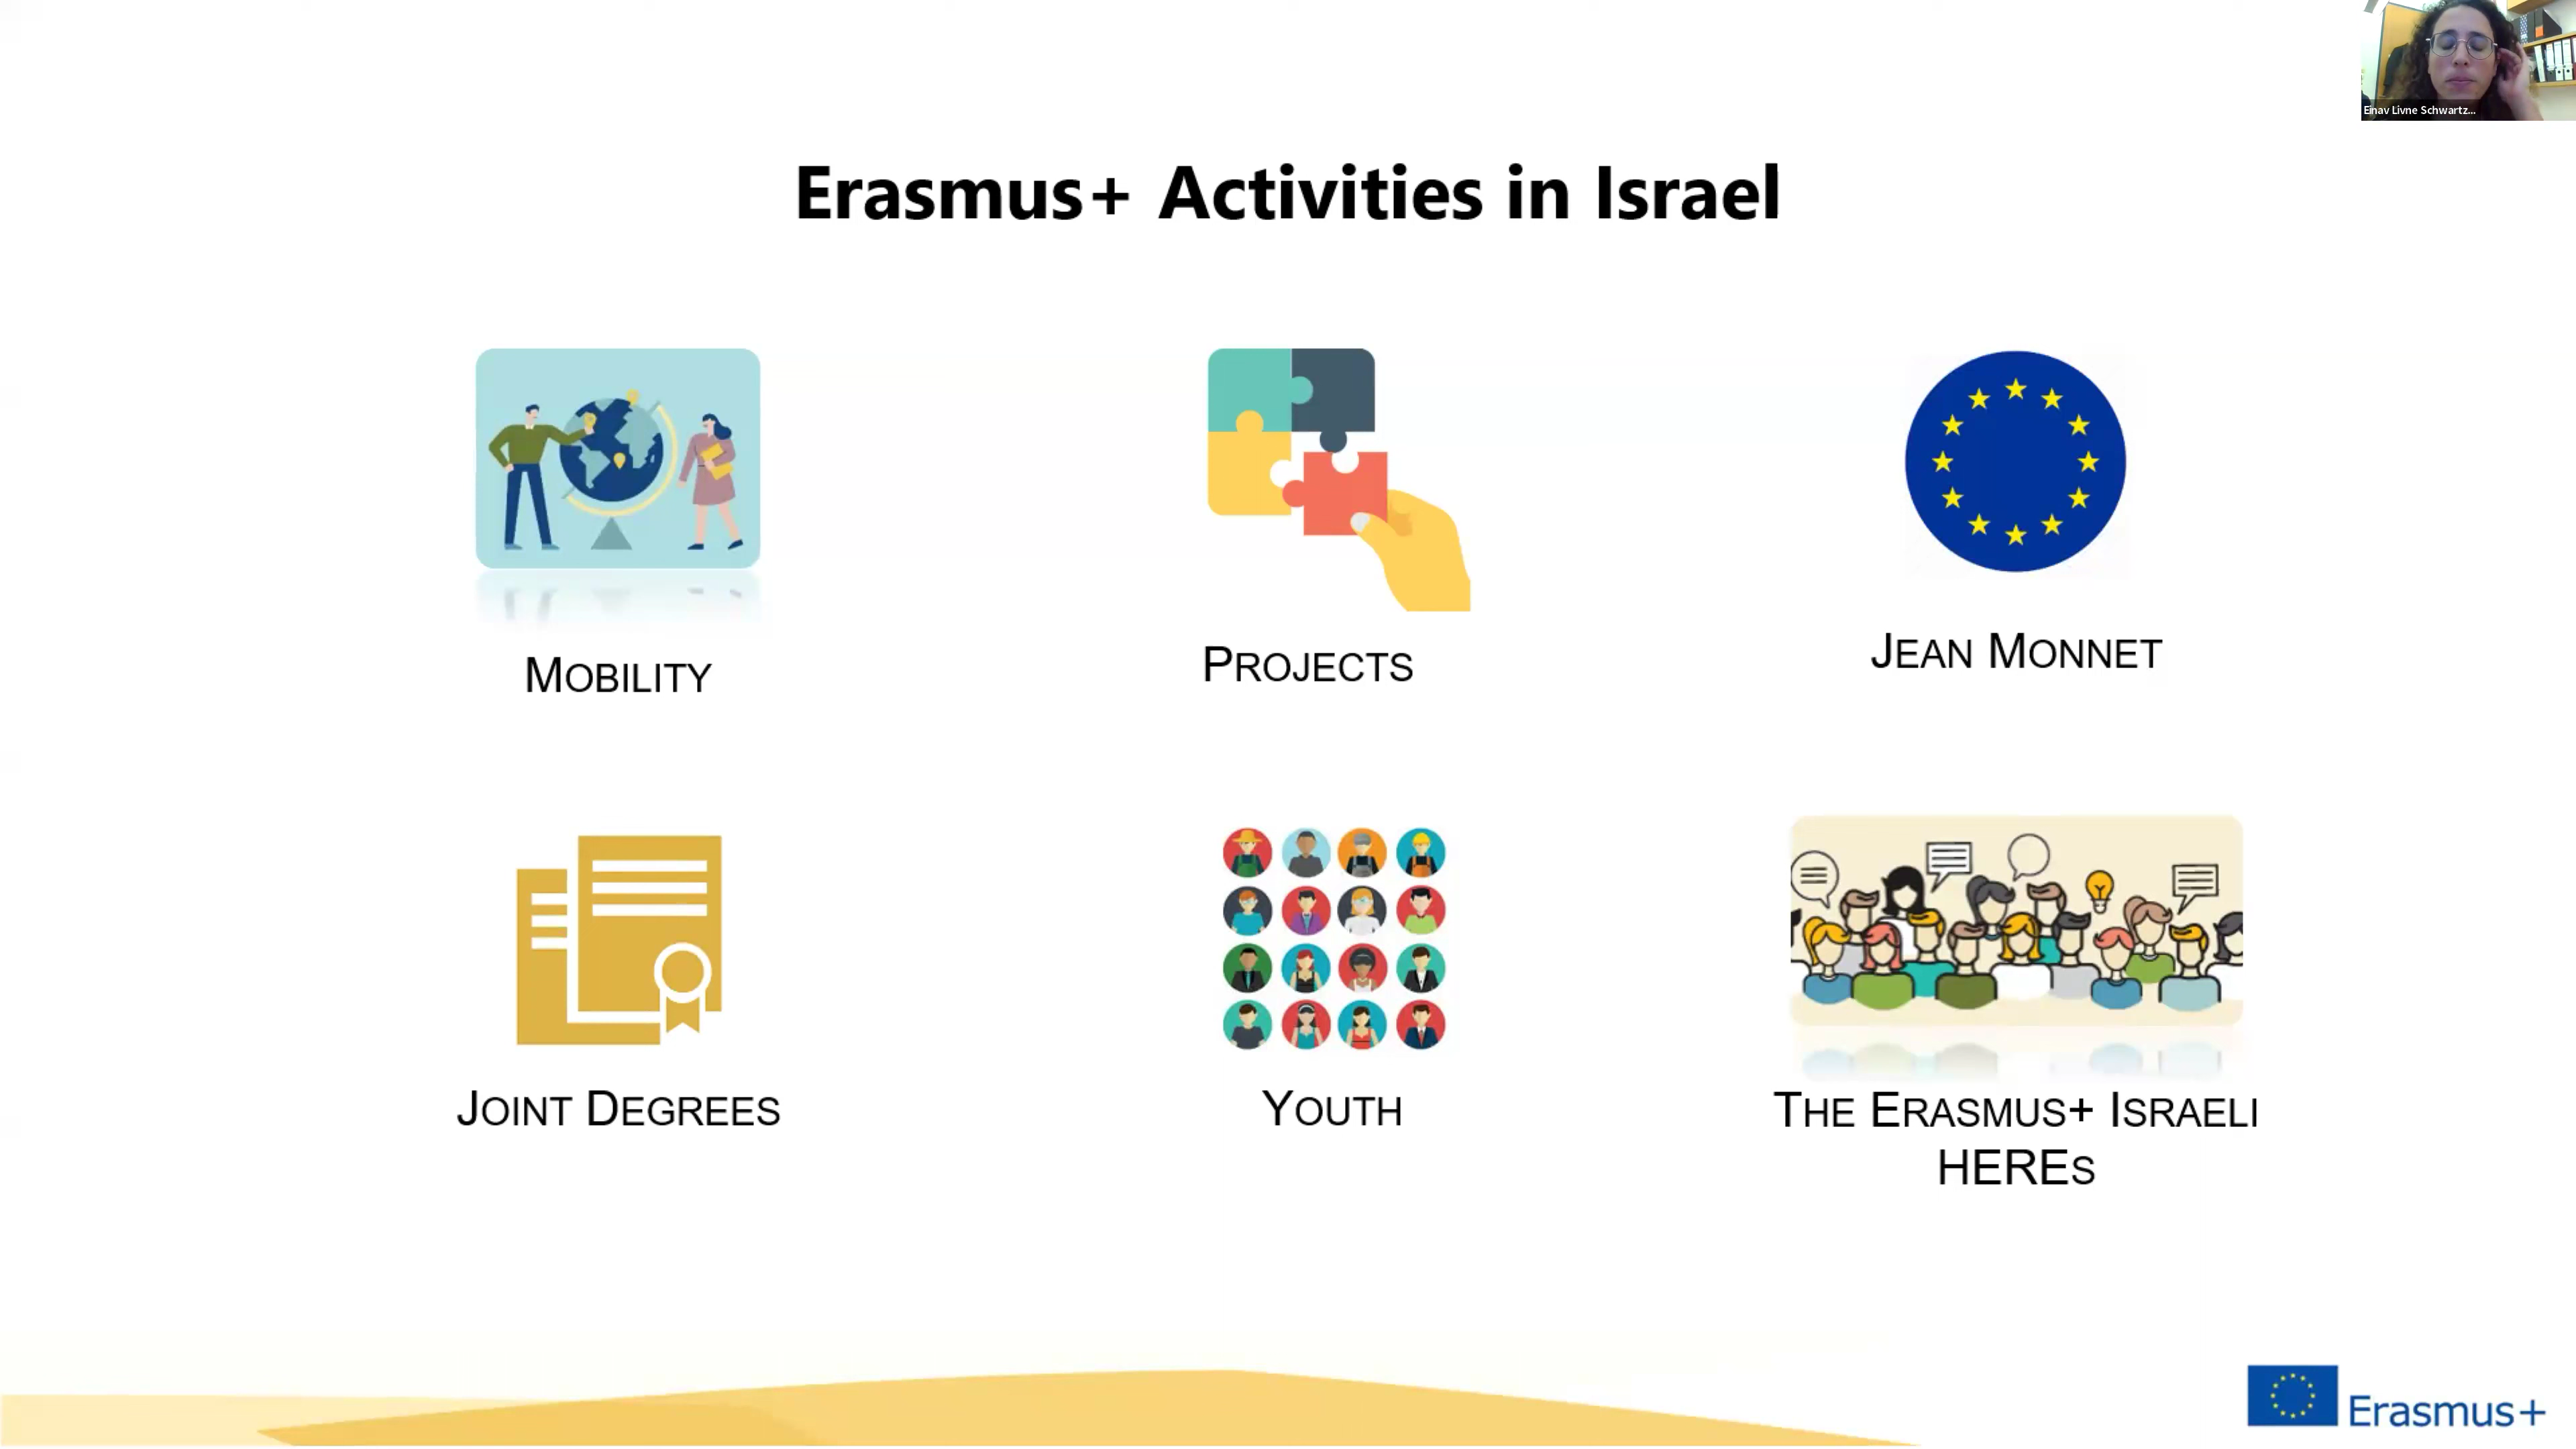 Einav Livne Schwartz...
Erasmus+ Activities in Israel
MOBILITY
PROJECTS
JEAN MONNET
JOINT DEGREES
YOUTH
THE ERASMUS+ ISRAELI
HERES
Erasmus+